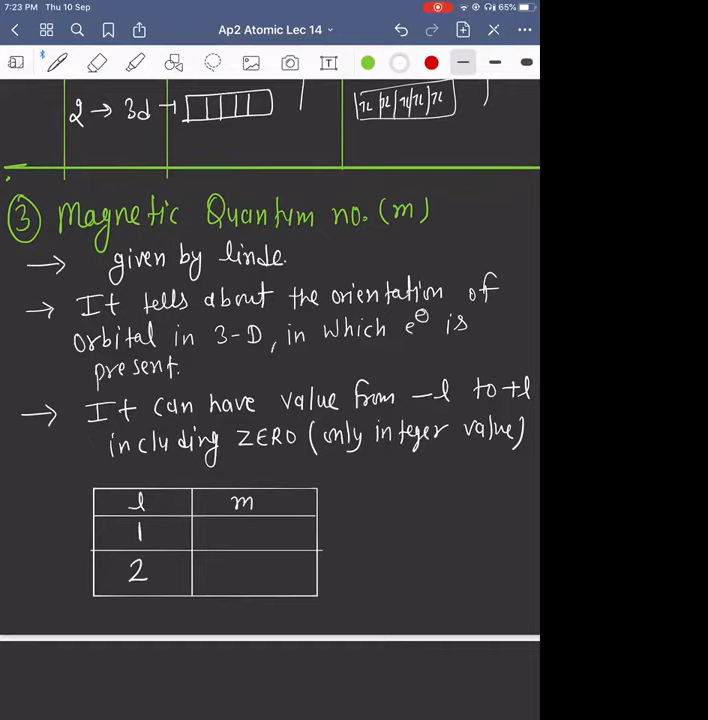 7:23 PM Thu 10 Sep
65%
Ap2 Atomic Lec 14
T
2 → 3d →
③ Magnetic Quantum no. (m)
→ given by linde.
→ It tells about the orientation of
orbital in 3-D, in which e⊖ is
present.
→ It can have value from -l to +l
including ZERO (only integer value)
l m
1
2